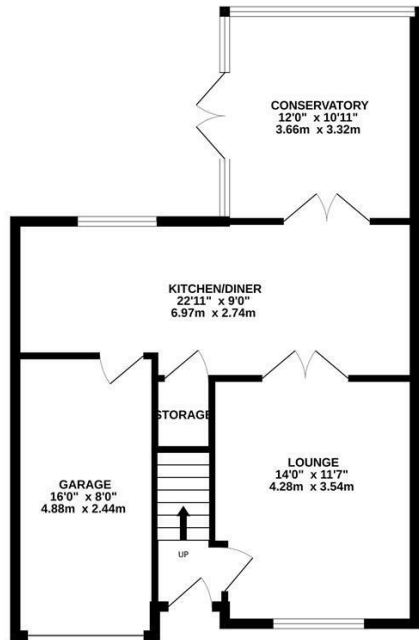 CONSERVATORY
12'0" x 10'11"
3.66m x 3.32m
KITCHEN/DINER
22'11" x 9'0"
6.97m x 2.74m
STORAGE
GARAGE
16'0" x 8'0"
4.88m x 2.44m
LOUNGE
14'0" x 11'7"
4.28m x 3.54m
UP